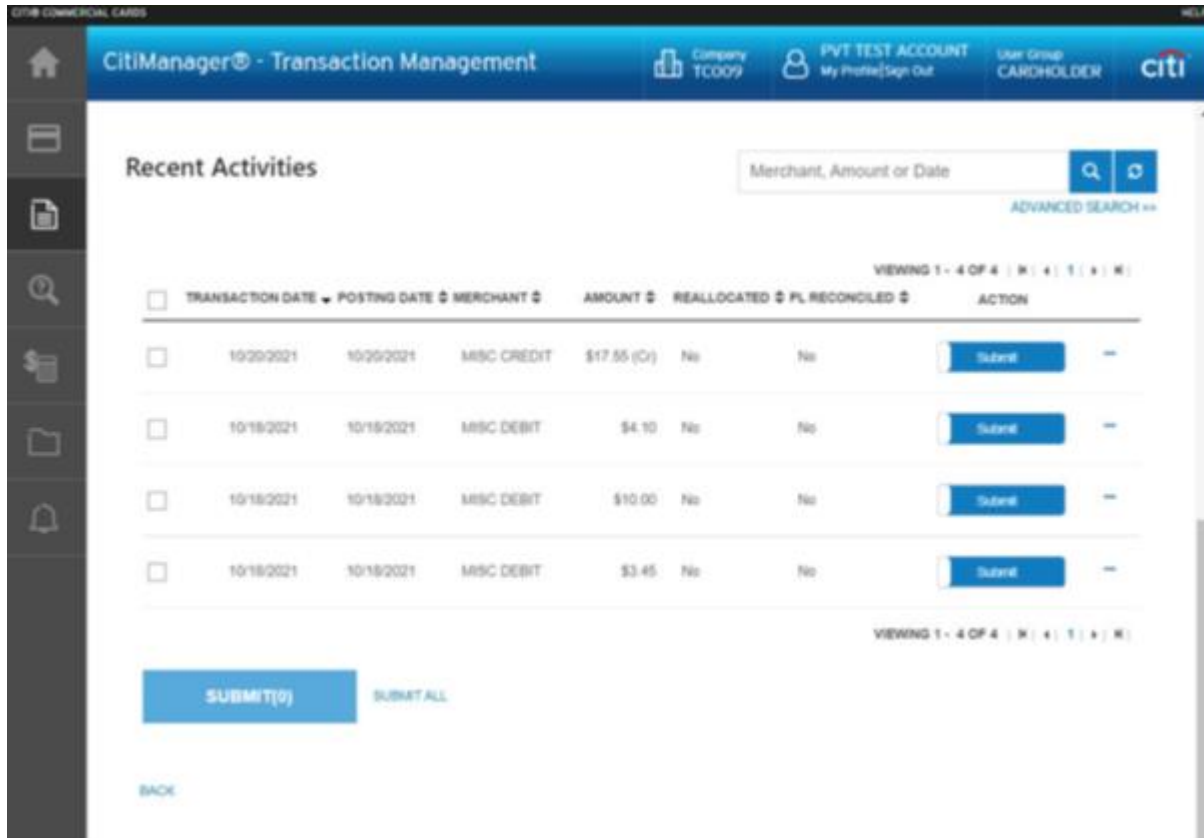 CITI® COMMERCIAL CARDS HELP
CitiManager® - Transaction Management
Company
TC009
PVT TEST ACCOUNT
My Profile|Sign Out
User Group
CARDHOLDER
citi
Recent Activities
Merchant, Amount or Date
ADVANCED SEARCH >>
VIEWING 1 - 4 OF 4 | 1 |
TRANSACTION DATE POSTING DATE MERCHANT AMOUNT REALLOCATED PL RECONCILED ACTION
10/20/2021 10/20/2021 MISC CREDIT $17.55 (Cr) No No Submit
10/18/2021 10/18/2021 MISC DEBIT $4.10 No No Submit
10/18/2021 10/18/2021 MISC DEBIT $10.00 No No Submit
10/18/2021 10/18/2021 MISC DEBIT $3.45 No No Submit
VIEWING 1 - 4 OF 4 | 1 |
SUBMIT(0) SUBMIT ALL
BACK